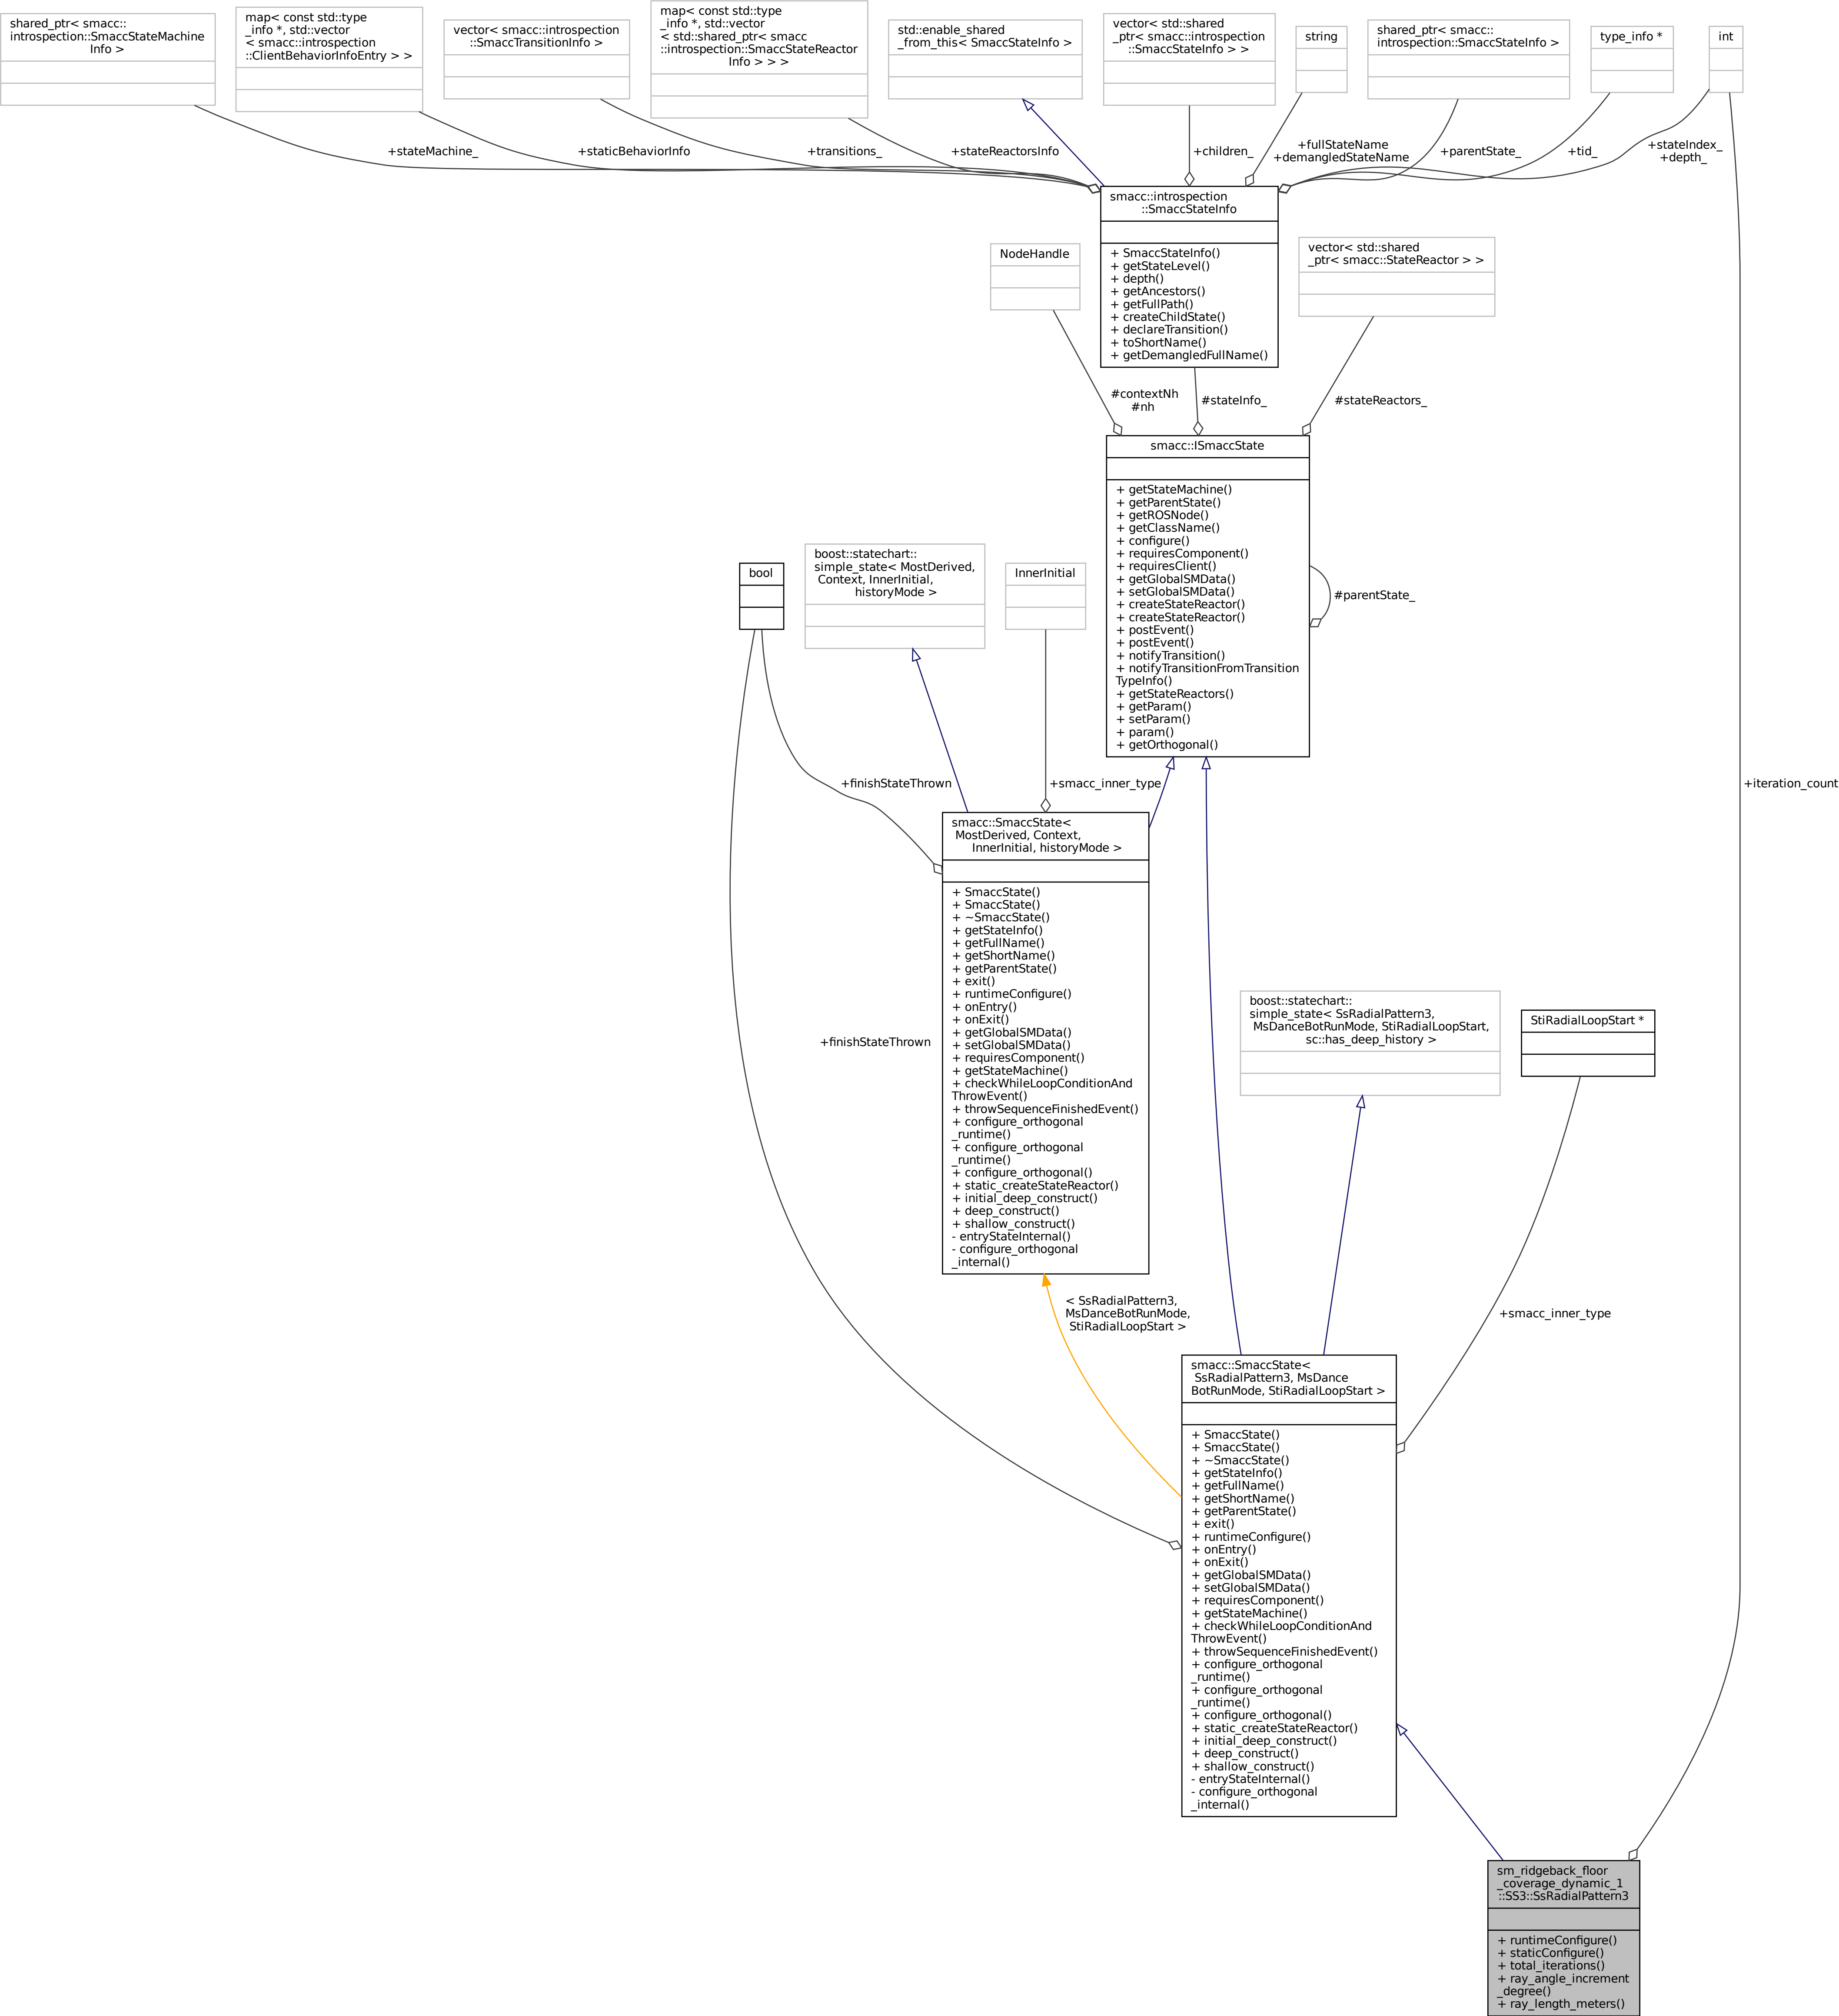 shared_ptr< smacc::
introspection::SmaccStateMachine
Info >
map< const std::type
_info *, std::vector
< smacc::introspection
::ClientBehaviorInfoEntry > >
vector< smacc::introspection
::SmaccTransitionInfo >
map< const std::type
_info *, std::vector
< std::shared_ptr< smacc
::introspection::SmaccStateReactor
Info > > >
std::enable_shared
_from_this< SmaccStateInfo >
vector< std::shared
_ptr< smacc::introspection
::SmaccStateInfo > >
string
shared_ptr< smacc::
introspection::SmaccStateInfo >
type_info *
int
+stateMachine_
+staticBehaviorInfo
+transitions_
+stateReactorsInfo
+children_
+fullStateName
+demangledStateName
+parentState_
+tid_
+stateIndex_
+depth_
smacc::introspection
::SmaccStateInfo
+ SmaccStateInfo()
+ getStateLevel()
+ depth()
+ getAncestors()
+ getFullPath()
+ createChildState()
+ declareTransition()
+ toShortName()
+ getDemangledFullName()
NodeHandle
vector< std::shared
_ptr< smacc::StateReactor > >
#contextNh
#nh
#stateInfo_
#stateReactors_
smacc::ISmaccState
+ getStateMachine()
+ getParentState()
+ getROSNode()
+ getClassName()
+ configure()
+ requiresComponent()
+ requiresClient()
+ getGlobalSMData()
+ setGlobalSMData()
+ createStateReactor()
+ createStateReactor()
+ postEvent()
+ postEvent()
+ notifyTransition()
+ notifyTransitionFromTransition
TypeInfo()
+ getStateReactors()
+ getParam()
+ setParam()
+ param()
+ getOrthogonal()
#parentState_
bool
boost::statechart::
simple_state< MostDerived,
Context, InnerInitial,
historyMode >
InnerInitial
+finishStateThrown
+smacc_inner_type
+iteration_count
smacc::SmaccState<
MostDerived, Context,
InnerInitial, historyMode >
+ SmaccState()
+ SmaccState()
+ ~SmaccState()
+ getStateInfo()
+ getFullName()
+ getShortName()
+ getParentState()
+ exit()
+ runtimeConfigure()
+ onEntry()
+ onExit()
+ getGlobalSMData()
+ setGlobalSMData()
+ requiresComponent()
+ getStateMachine()
+ checkWhileLoopConditionAnd
ThrowEvent()
+ throwSequenceFinishedEvent()
+ configure_orthogonal
_runtime()
+ configure_orthogonal
_runtime()
+ configure_orthogonal()
+ static_createStateReactor()
+ initial_deep_construct()
+ deep_construct()
+ shallow_construct()
- entryStateInternal()
- configure_orthogonal
_internal()
+finishStateThrown
boost::statechart::
simple_state< SsRadialPattern3,
MsDanceBotRunMode, StiRadialLoopStart,
sc::has_deep_history >
StiRadialLoopStart *
< SsRadialPattern3,
MsDanceBotRunMode,
StiRadialLoopStart >
+smacc_inner_type
smacc::SmaccState<
SsRadialPattern3, MsDance
BotRunMode, StiRadialLoopStart >
+ SmaccState()
+ SmaccState()
+ ~SmaccState()
+ getStateInfo()
+ getFullName()
+ getShortName()
+ getParentState()
+ exit()
+ runtimeConfigure()
+ onEntry()
+ onExit()
+ getGlobalSMData()
+ setGlobalSMData()
+ requiresComponent()
+ getStateMachine()
+ checkWhileLoopConditionAnd
ThrowEvent()
+ throwSequenceFinishedEvent()
+ configure_orthogonal
_runtime()
+ configure_orthogonal
_runtime()
+ configure_orthogonal()
+ static_createStateReactor()
+ initial_deep_construct()
+ deep_construct()
+ shallow_construct()
- entryStateInternal()
- configure_orthogonal
_internal()
sm_ridgeback_floor
_coverage_dynamic_1
::SS3::SsRadialPattern3
+ runtimeConfigure()
+ staticConfigure()
+ total_iterations()
+ ray_angle_increment
_degree()
+ ray_length_meters()